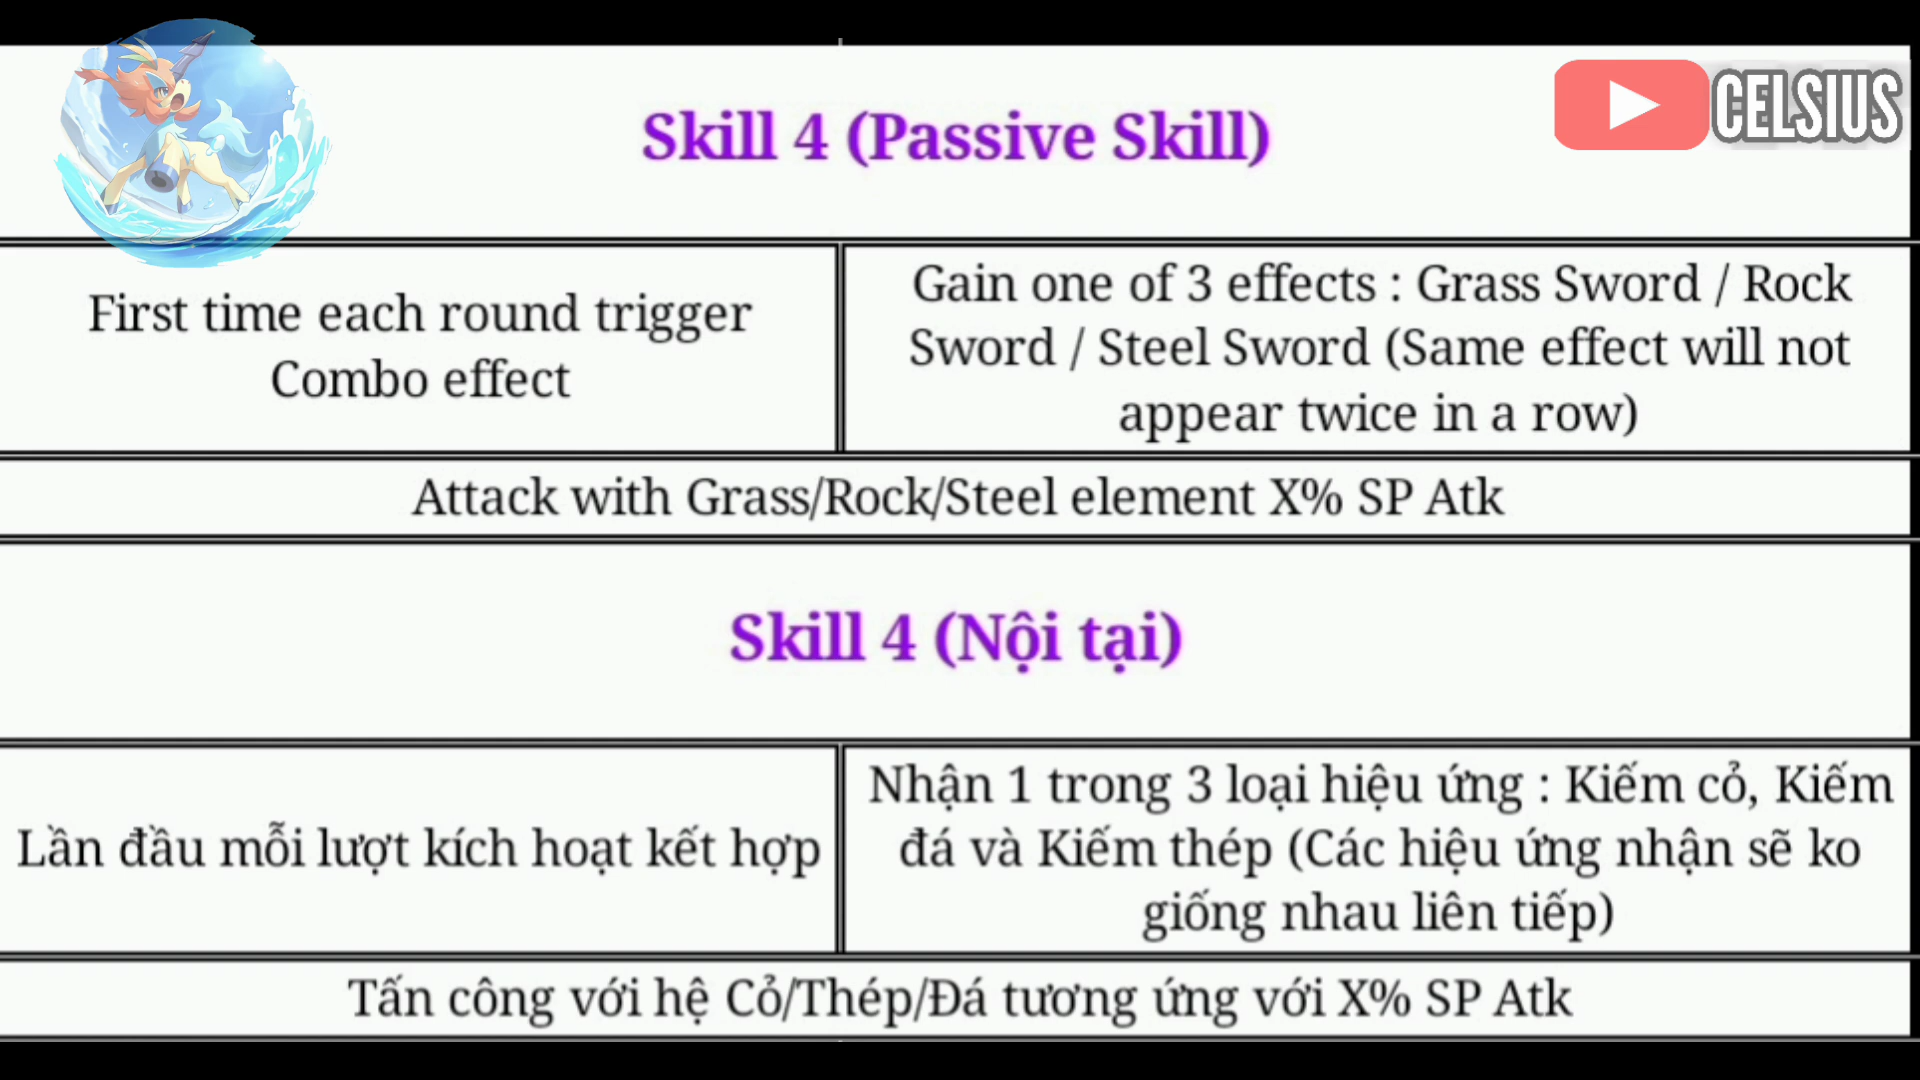 CELSIUS
Skill 4 (Passive Skill)
First time each round trigger
Combo effect
Gain one of 3 effects : Grass Sword / Rock
Sword / Steel Sword (Same effect will not
appear twice in a row)
Attack with Grass/Rock/Steel element X% SP Atk
Skill 4 (Nội tại)
Lần đầu mỗi lượt kích hoạt kết hợp
Nhận 1 trong 3 loại hiệu ứng : Kiếm cỏ, Kiếm
đá và Kiếm thép (Các hiệu ứng nhận sẽ ko
giống nhau liên tiếp)
Tấn công với hệ Cỏ/Thép/Đá tương ứng với X% SP Atk